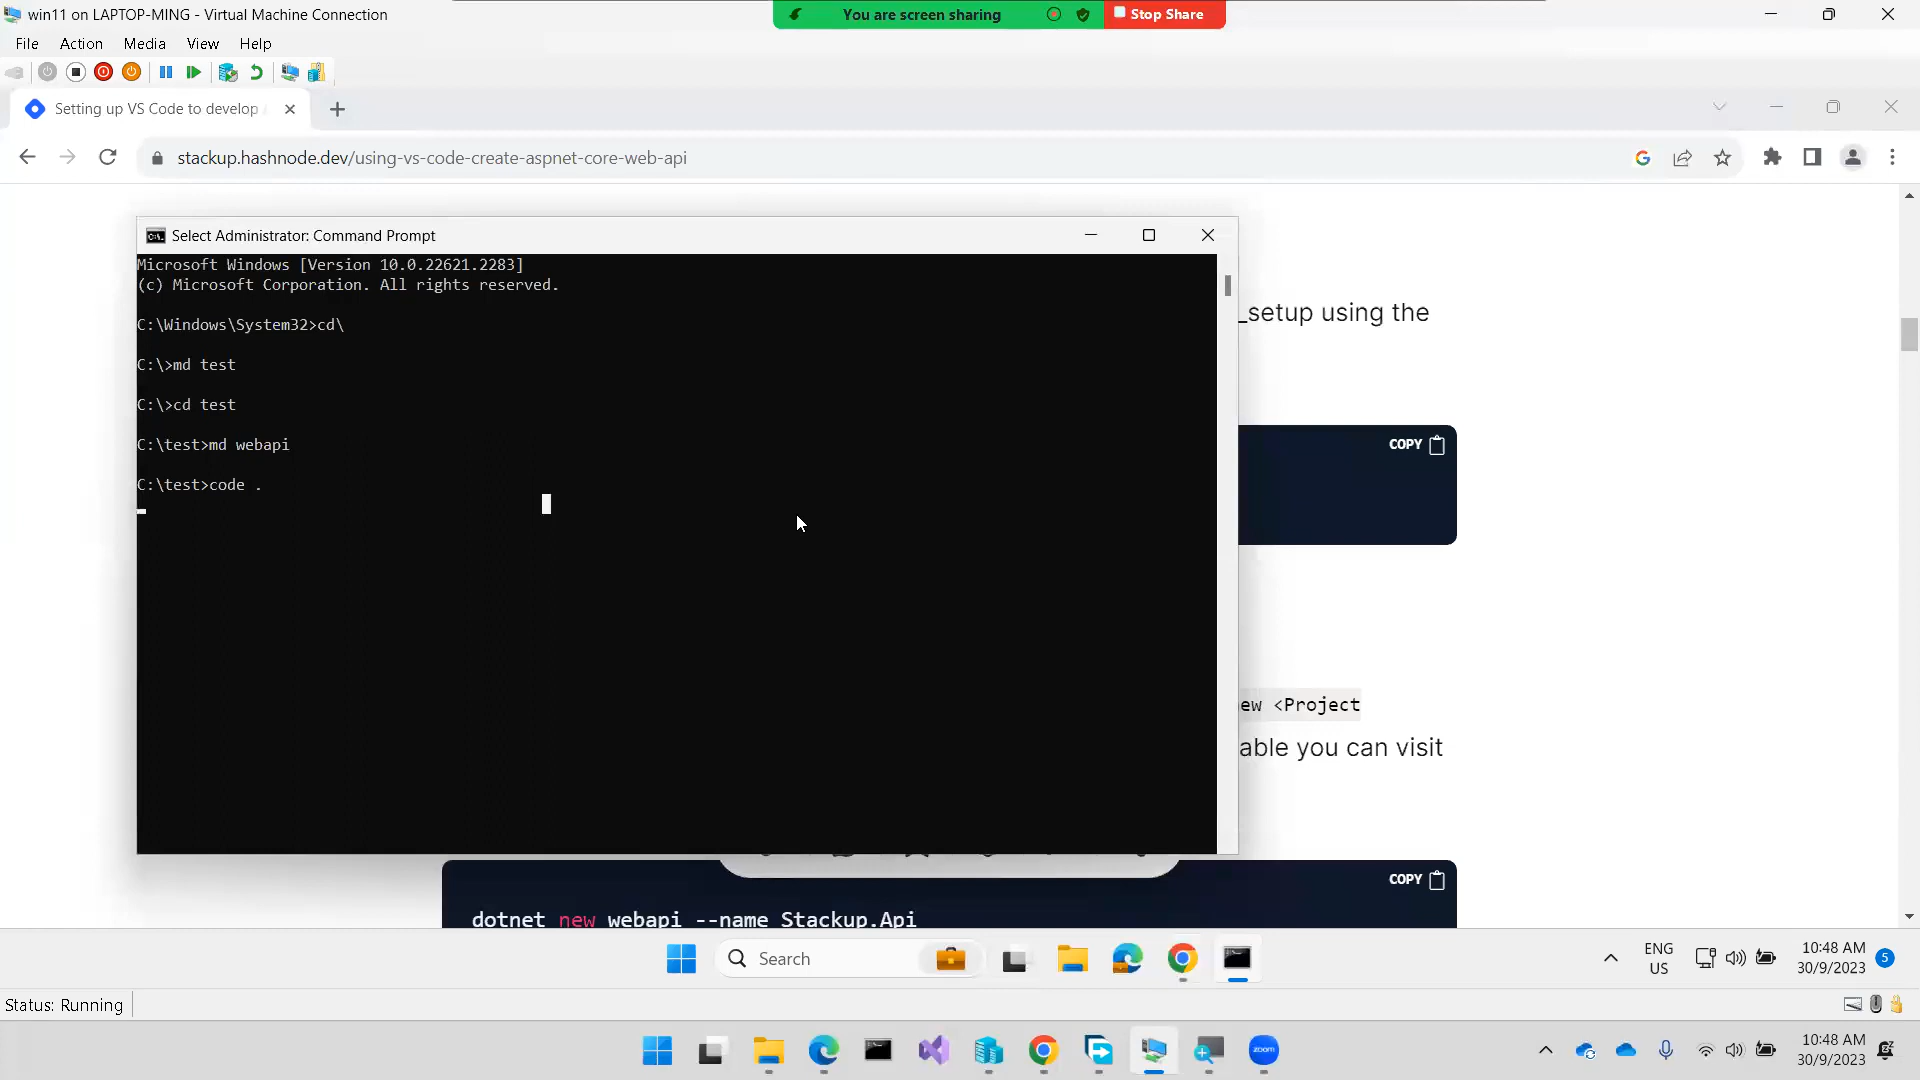 win11 on LAPTOP-MING - Virtual Machine Connection
You are screen sharing
Stop Share
File Action Media View Help
Setting up VS Code to develop
stackup.hashnode.dev/using-vs-code-create-aspnet-core-web-api
Select Administrator: Command Prompt
Microsoft Windows [Version 10.0.22621.2283]
(c) Microsoft Corporation. All rights reserved.
C:\Windows\System32>cd\
C:\>md test
C:\>cd test
C:\test>md webapi
C:\test>code .
_setup using the
COPY
ew <Project
able you can visit
COPY
dotnet new webapi --name Stackup.Api
Search
ENG
US
10:48 AM
30/9/2023
5
Status: Running
zoom
10:48 AM
30/9/2023